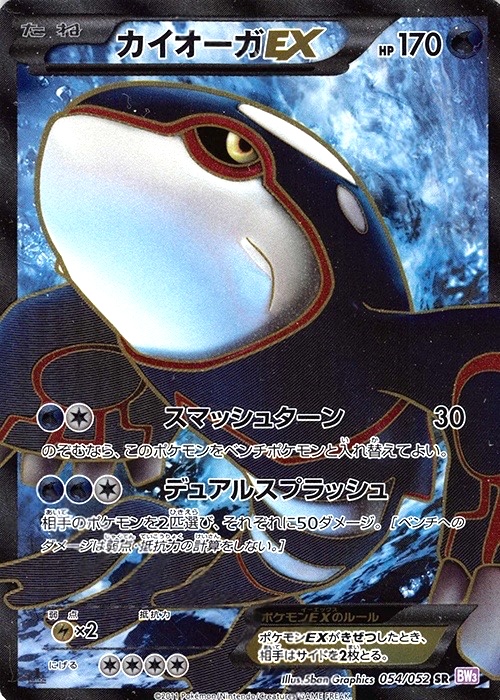 たね カイオーガEX HP170
スマッシュターン 30
のぞむなら、このポケモンをベンチポケモンと入れ替えてよい。
デュアルスプラッシュ
相手のポケモンを2匹選び、それぞれに50ダメージ。［ベンチへの
ダメージは弱点・抵抗力の計算をしない。］
弱点 抵抗力
×2
ポケモンEXのルール
ポケモンEXがきぜつしたとき、
相手はサイドを2枚とる。
にげる
Illus. 5ban Graphics 054/052 SR BW3
©2011 Pokémon/Nintendo/Creatures/GAME FREAK.